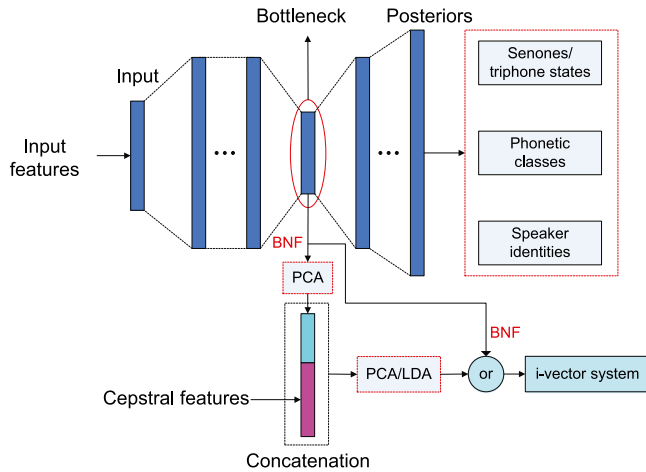 Bottleneck
Posteriors
Input
Senones/
triphone states
Input
features
...
...
Phonetic
classes
Speaker
identities
BNF
PCA
BNF
PCA/LDA
or
i-vector system
Cepstral features
Concatenation